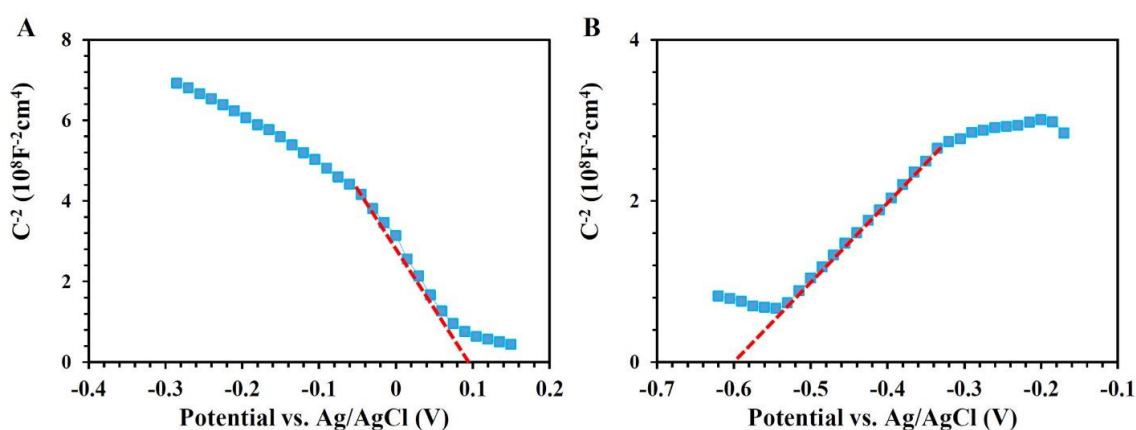 A
8
6
4
2
0
-0.4 -0.3 -0.2 -0.1 0 0.1 0.2
C⁻² (10⁸F⁻²cm⁴)
Potential vs. Ag/AgCl (V)
B
4
2
0
-0.7 -0.6 -0.5 -0.4 -0.3 -0.2 -0.1
C⁻² (10⁸F⁻²cm⁴)
Potential vs. Ag/AgCl (V)